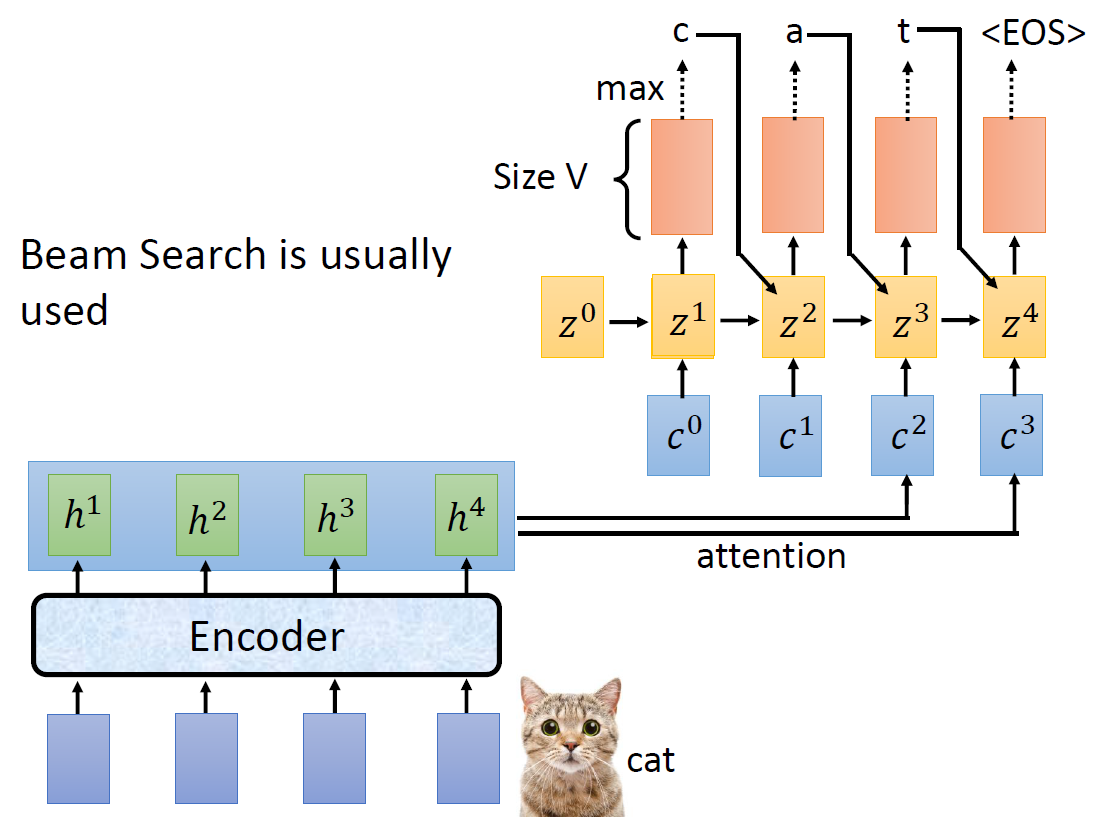 c a t <EOS>
max
Size V
Beam Search is usually
used
z⁰ z¹ z² z³ z⁴
c⁰ c¹ c² c³
h¹ h² h³ h⁴
attention
Encoder
cat